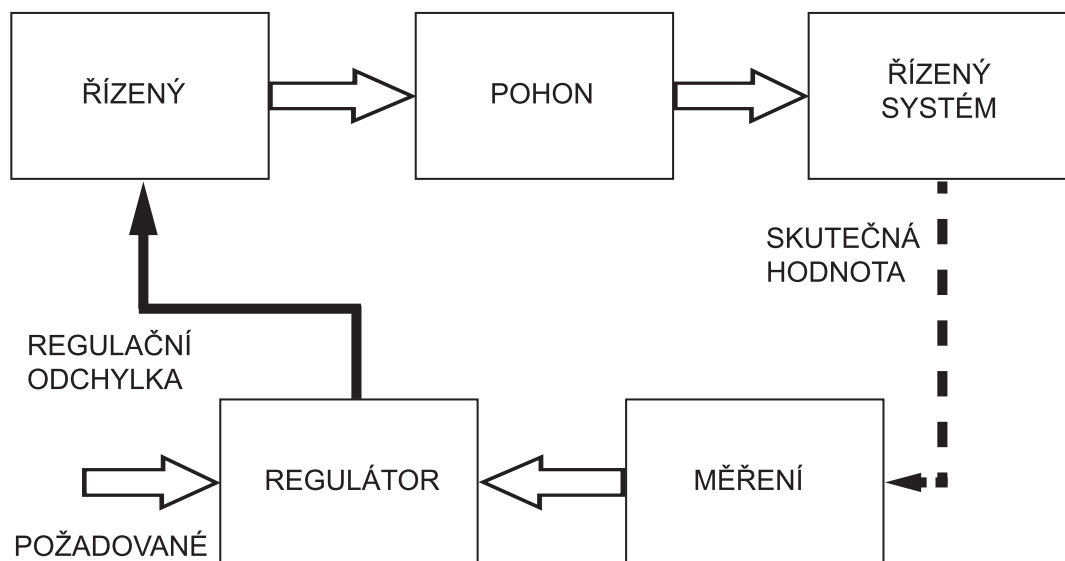 ŘÍZENÝ
POHON
ŘÍZENÝ
SYSTÉM
SKUTEČNÁ
HODNOTA
REGULAČNÍ
ODCHYLKA
REGULÁTOR
MĚŘENÍ
POŽADOVANÉ